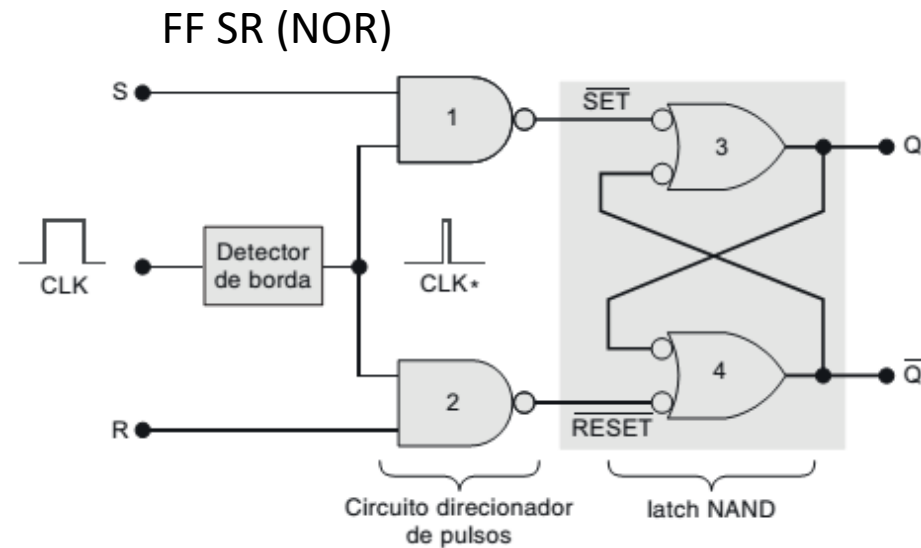 FF SR (NOR)
S
1
SET
3
Q
Detector
de borda
CLK
CLK*
2
R
RESET
4
Q
Circuito direcionador
de pulsos
latch NAND